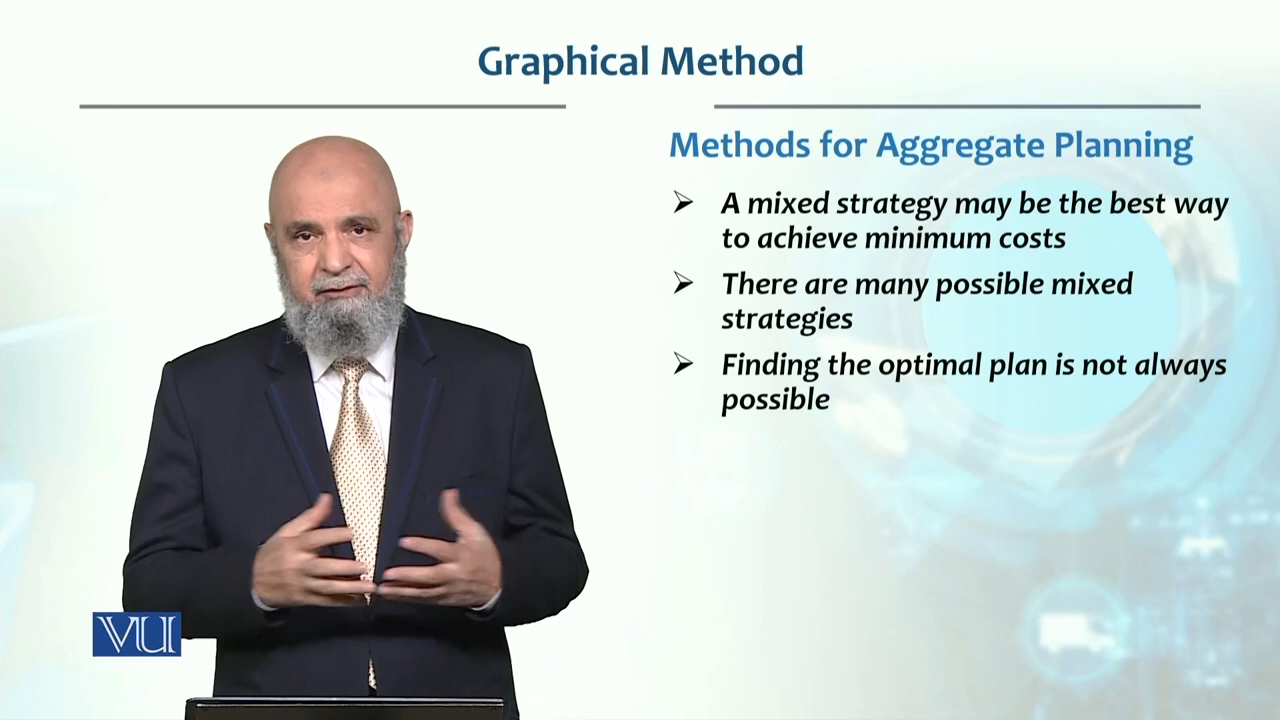 Graphical Method
Methods for Aggregate Planning
A mixed strategy may be the best way
to achieve minimum costs
There are many possible mixed
strategies
Finding the optimal plan is not always
possible
VU